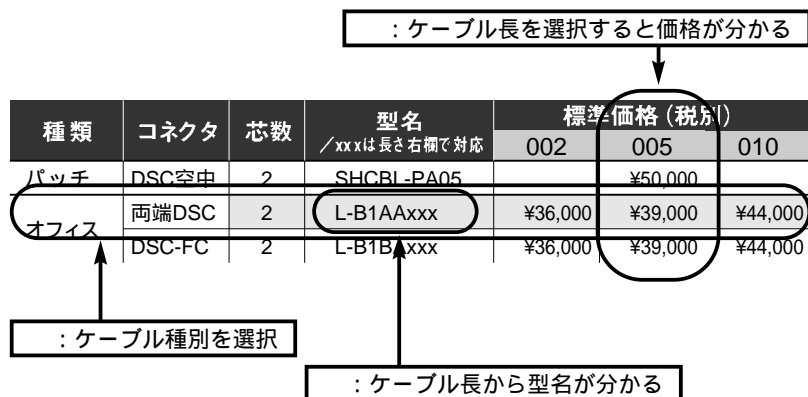 ：ケーブル長を選択すると価格が分かる
種類 コネクタ 芯数 型名 標準価格（税別）
／xxxは長さ右欄で対応 002 005 010
パッチ DSC空中 2 SHCBL-PA05 ¥50,000
オフィス 両端DSC 2 L-B1AAxxx ¥36,000 ¥39,000 ¥44,000
DSC-FC 2 L-B1BAxxx ¥36,000 ¥39,000 ¥44,000
：ケーブル種別を選択
：ケーブル長から型名が分かる